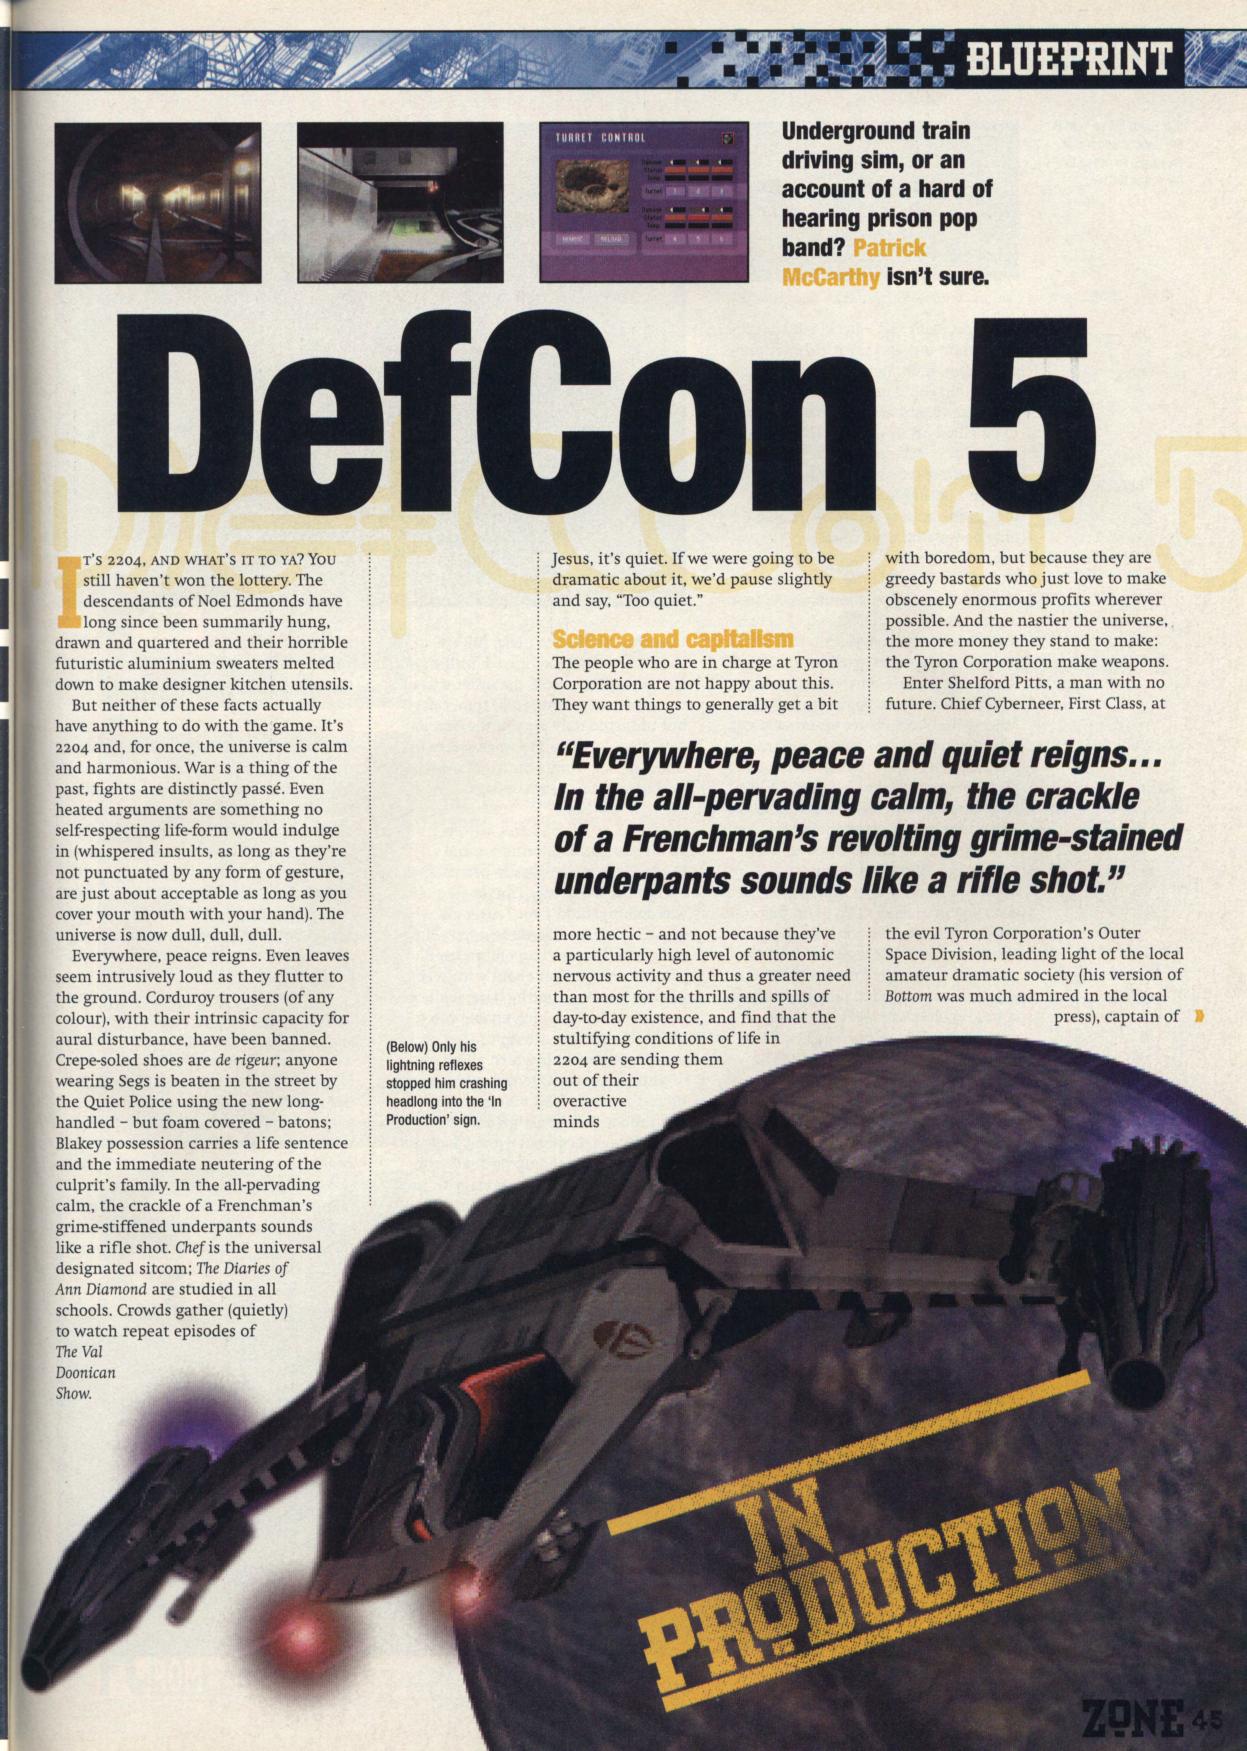 BLUEPRINT
TURRET CONTROL
Damage
Status
Temp
Turret 1 2 3
Damage
Status
Temp
RELOAD
Turret 4 5 6
Underground train
driving sim, or an
account of a hard of
hearing prison pop
band? Patrick
McCarthy isn't sure.
DefCon 5
IT'S 2204, AND WHAT'S IT TO YA? YOU
still haven't won the lottery. The
descendants of Noel Edmonds have
long since been summarily hung,
drawn and quartered and their horrible
futuristic aluminium sweaters melted
down to make designer kitchen utensils.
But neither of these facts actually
have anything to do with the game. It's
2204 and, for once, the universe is calm
and harmonious. War is a thing of the
past, fights are distinctly passé. Even
heated arguments are something no
self-respecting life-form would indulge
in (whispered insults, as long as they're
not punctuated by any form of gesture,
are just about acceptable as long as you
cover your mouth with your hand). The
universe is now dull, dull, dull.
Everywhere, peace reigns. Even leaves
seem intrusively loud as they flutter to
the ground. Corduroy trousers (of any
colour), with their intrinsic capacity for
aural disturbance, have been banned.
Crepe-soled shoes are de rigeur; anyone
wearing Segs is beaten in the street by
the Quiet Police using the new long-
handled – but foam covered – batons;
Blakey possession carries a life sentence
and the immediate neutering of the
culprit's family. In the all-pervading
calm, the crackle of a Frenchman's
grime-stiffened underpants sounds
like a rifle shot. Chef is the universal
designated sitcom; The Diaries of
Ann Diamond are studied in all
schools. Crowds gather (quietly)
to watch repeat episodes of
The Val
Doonican
Show.
(Below) Only his
lightning reflexes
stopped him crashing
headlong into the 'In
Production' sign.
Jesus, it's quiet. If we were going to be
dramatic about it, we'd pause slightly
and say, "Too quiet."
Science and capitalism
The people who are in charge at Tyron
Corporation are not happy about this.
They want things to generally get a bit
more hectic – and not because they've
a particularly high level of autonomic
nervous activity and thus a greater need
than most for the thrills and spills of
day-to-day existence, and find that the
stultifying conditions of life in
2204 are sending them
out of their
overactive
minds
with boredom, but because they are
greedy bastards who just love to make
obscenely enormous profits wherever
possible. And the nastier the universe,
the more money they stand to make:
the Tyron Corporation make weapons.
Enter Shelford Pitts, a man with no
future. Chief Cyberneer, First Class, at
"Everywhere, peace and quiet reigns...
In the all-pervading calm, the crackle
of a Frenchman's revolting grime-stained
underpants sounds like a rifle shot."
the evil Tyron Corporation's Outer
Space Division, leading light of the local
amateur dramatic society (his version of
Bottom was much admired in the local
press), captain of »
IN
PRODUCTION
ZONE 45